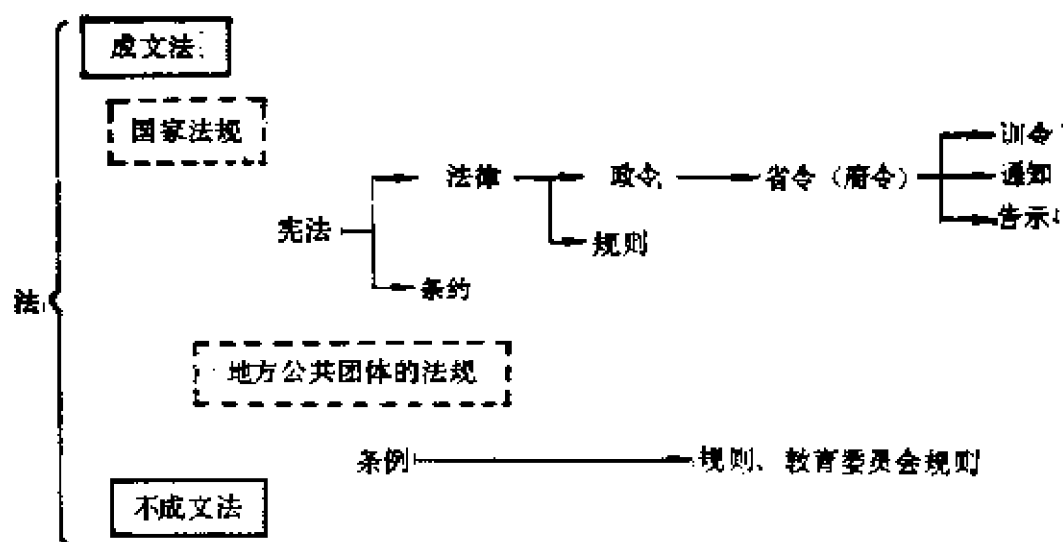 成文法
国家法规
训令
法律 政令 省令（府令） 通知
宪法 规则 告示
法 条约
地方公共团体的法规
条例 规则、教育委员会规则
不成文法